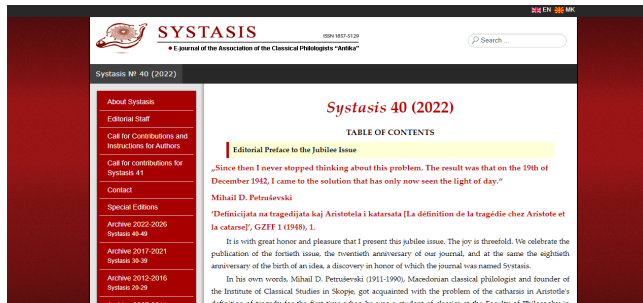 EN MK
SYSTASIS
ISSN 1857-5129
E-journal of the Association of the Classical Philologists "Antika"
Search ...
Systasis № 40 (2022)
About Systasis
Editorial Staff
Call for Contributions and
Instructions for Authors
Call for contributions for
Systasis 41
Contact
Special Editions
Archive 2022-2026
Systasis 40-49
Archive 2017-2021
Systasis 30-39
Archive 2012-2016
Systasis 20-29
Systasis 40 (2022)
TABLE OF CONTENTS
Editorial Preface to the Jubilee Issue
„Since then I never stopped thinking about this problem. The result was that on the 19th of
December 1942, I came to the solution that has only now seen the light of day.“
Mihail D. Petruševski
'Definicijata na tragedijata kaj Aristotela i katarsata [La définition de la tragédie chez Aristote et
la catarse]', GZFF 1 (1948), 1.
It is with great honor and pleasure that I present this jubilee issue. The joy is threefold. We celebrate the
publication of the fortieth issue, the twentieth anniversary of our journal, and at the same the eightieth
anniversary of the birth of an idea, a discovery in honor of which the journal was named Systasis.
In his own words, Mihail D. Petruševski (1911-1990), Macedonian classical philologist and founder of
the Institute of Classical Studies in Skopje, got acquainted with the problem of the catharsis in Aristotle's